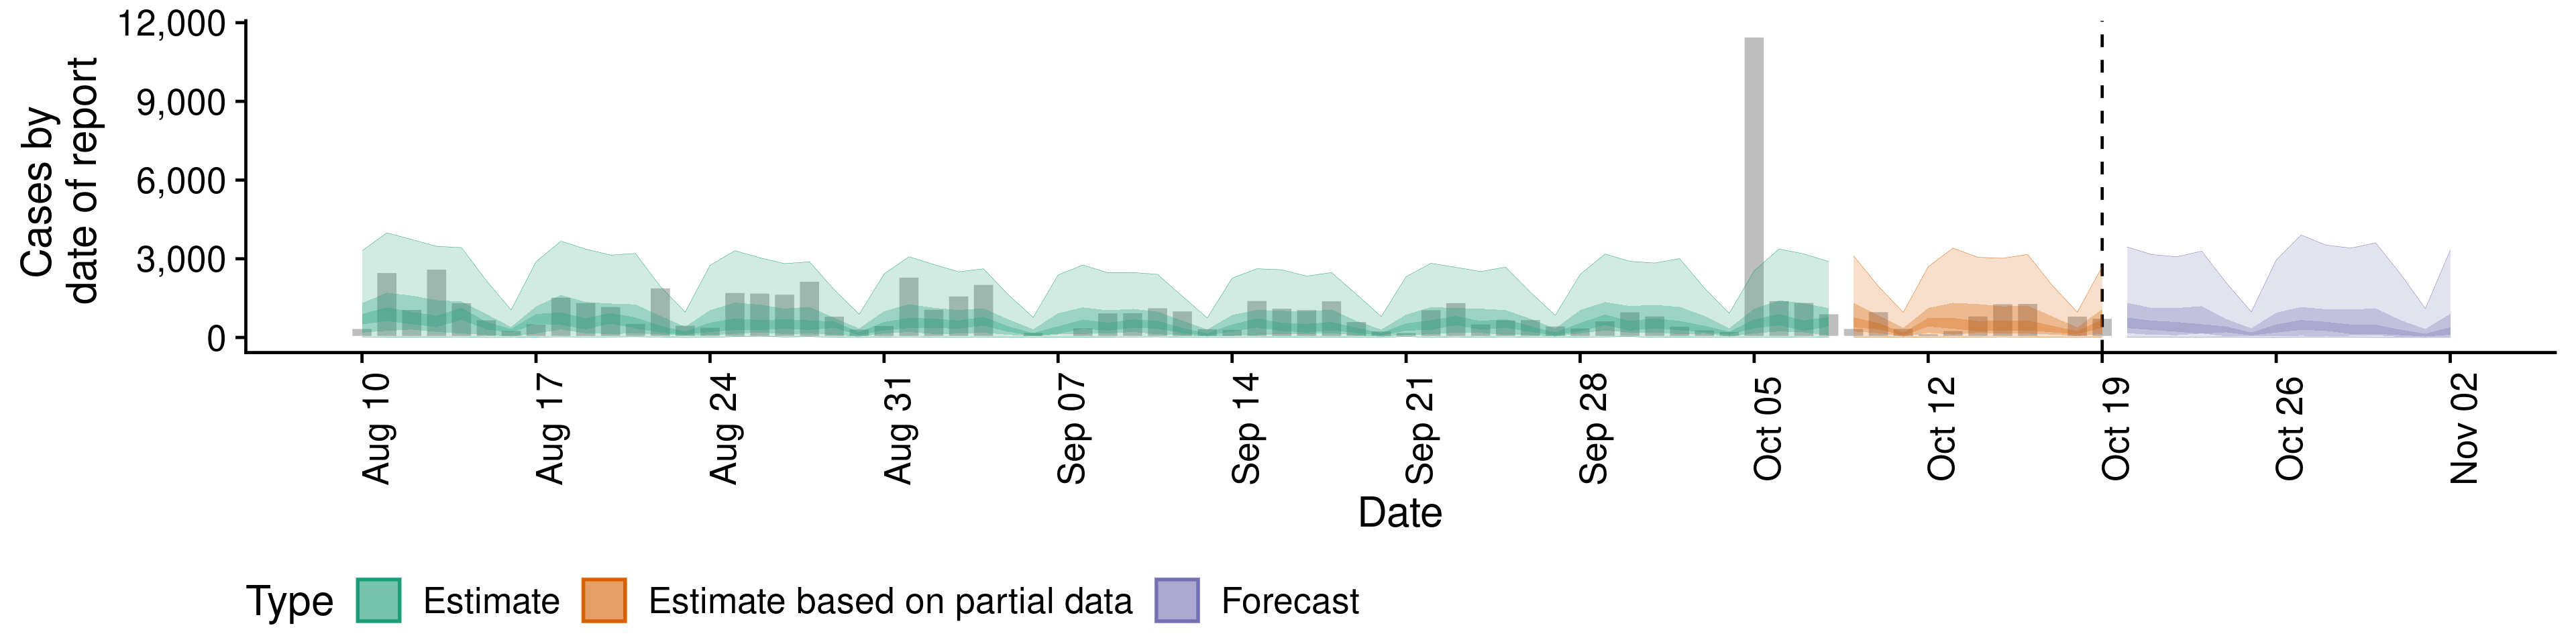 Cases by
date of report
12,000
9,000
6,000
3,000
0
Aug 10
Aug 17
Aug 24
Aug 31
Sep 07
Sep 14
Sep 21
Sep 28
Oct 05
Oct 12
Oct 19
Oct 26
Nov 02
Date
Type Estimate Estimate based on partial data Forecast